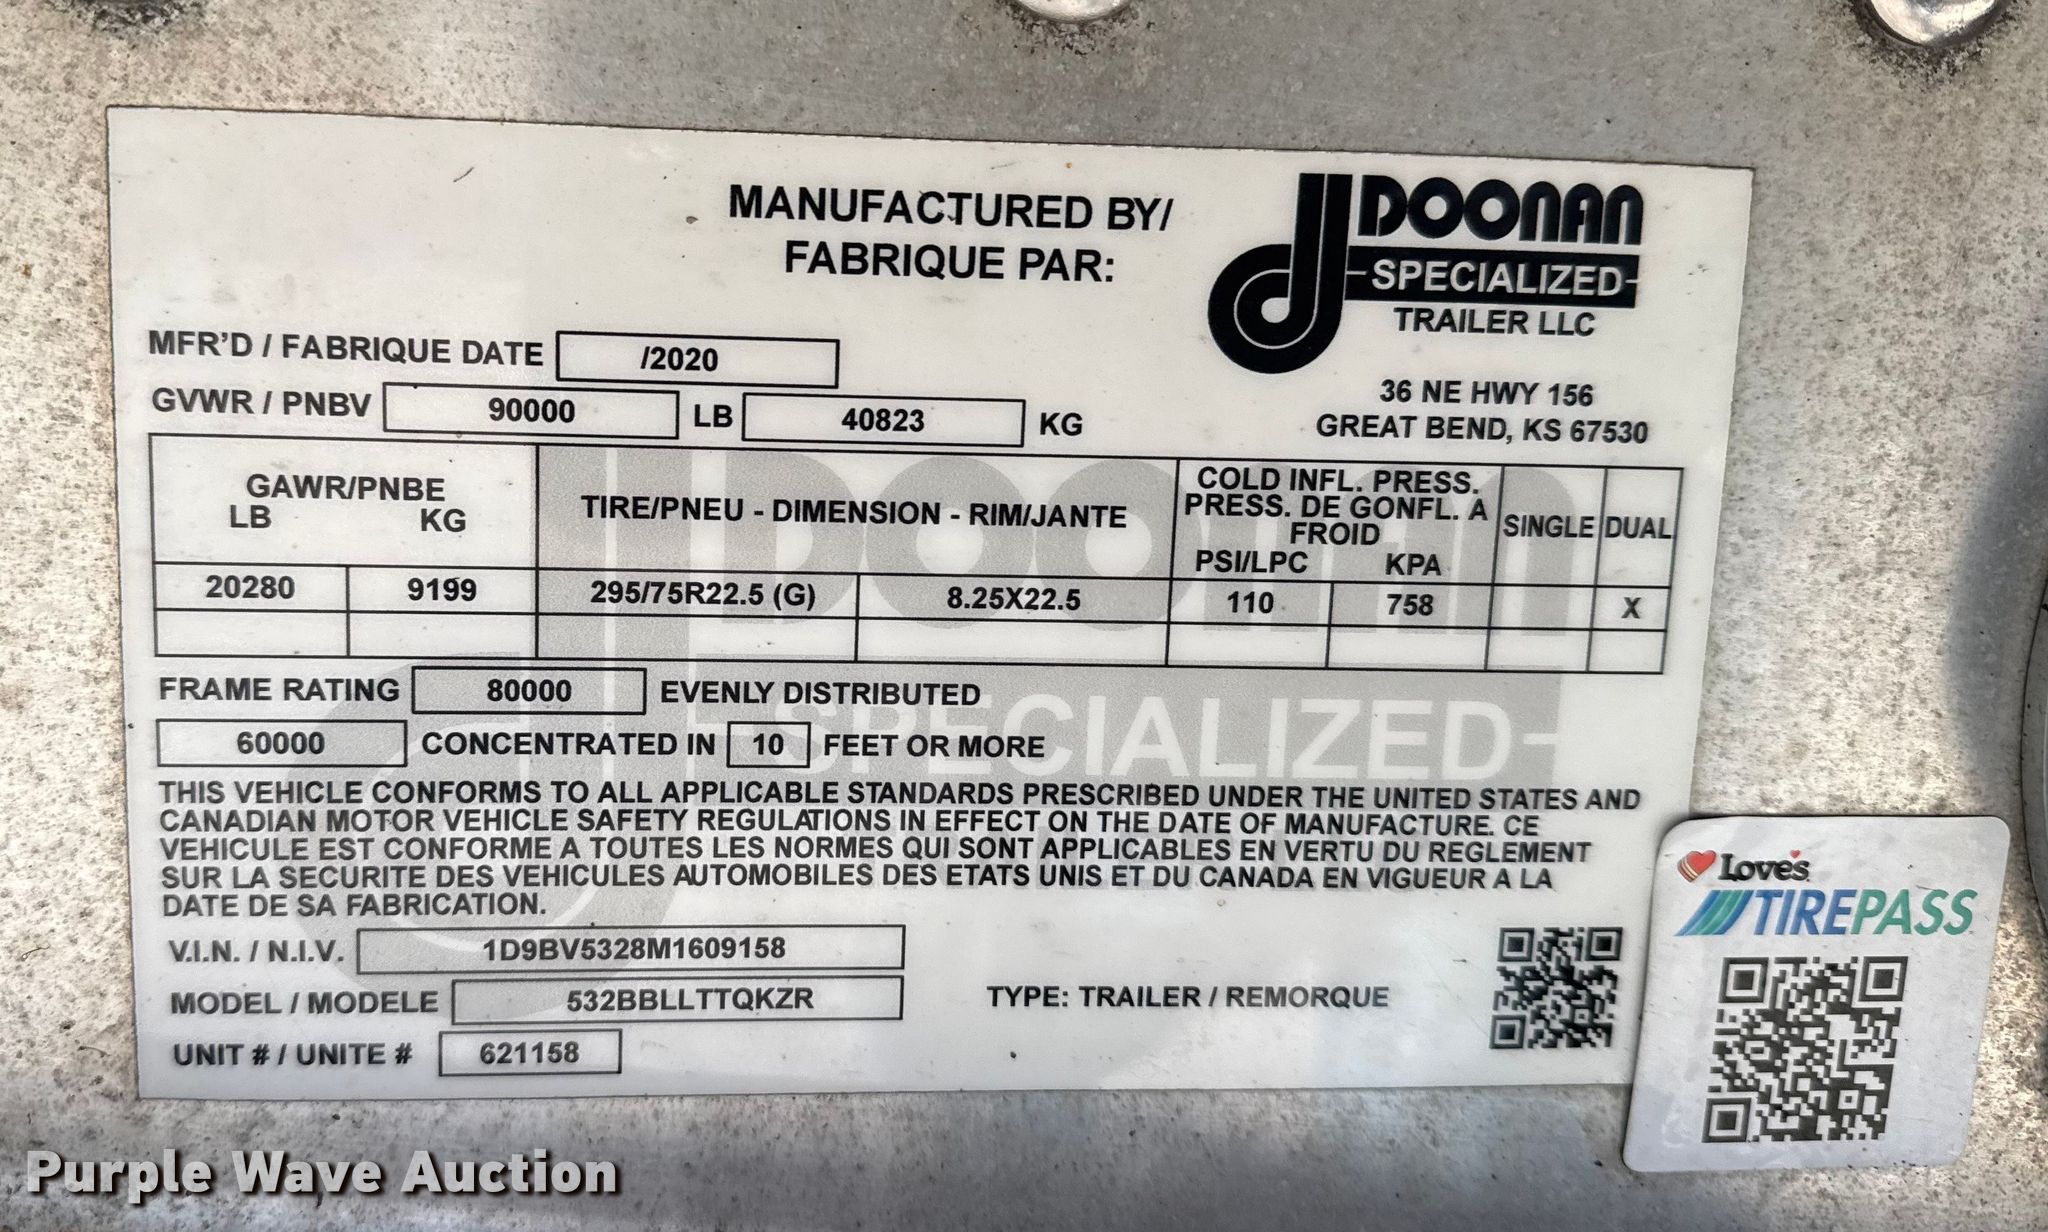 MANUFACTURED BY/
FABRIQUE PAR:
DOONAN
SPECIALIZED
TRAILER LLC
36 NE HWY 156
GREAT BEND, KS 67530
MFR'D / FABRIQUE DATE /2020
GVWR / PNBV 90000 LB 40823 KG
GAWR/PNBE
LB KG
TIRE/PNEU - DIMENSION - RIM/JANTE
COLD INFL. PRESS.
PRESS. DE GONFL. A
FROID
PSI/LPC KPA
SINGLE DUAL
20280 9199 295/75R22.5 (G) 8.25X22.5 110 758 X
FRAME RATING 80000 EVENLY DISTRIBUTED
60000 CONCENTRATED IN 10 FEET OR MORE
THIS VEHICLE CONFORMS TO ALL APPLICABLE STANDARDS PRESCRIBED UNDER THE UNITED STATES AND
CANADIAN MOTOR VEHICLE SAFETY REGULATIONS IN EFFECT ON THE DATE OF MANUFACTURE. CE
VEHICULE EST CONFORME A TOUTES LES NORMES QUI SONT APPLICABLES EN VERTU DU REGLEMENT
SUR LA SECURITE DES VEHICULES AUTOMOBILES DES ETATS UNIS ET DU CANADA EN VIGUEUR A LA
DATE DE SA FABRICATION.
V.I.N. / N.I.V. 1D9BV5328M1609158
MODEL / MODELE 532BBLLTTQKZR
TYPE: TRAILER / REMORQUE
UNIT # / UNITE # 621158
DOONAN
SPECIALIZED
Love's
TIREPASS
Purple Wave Auction